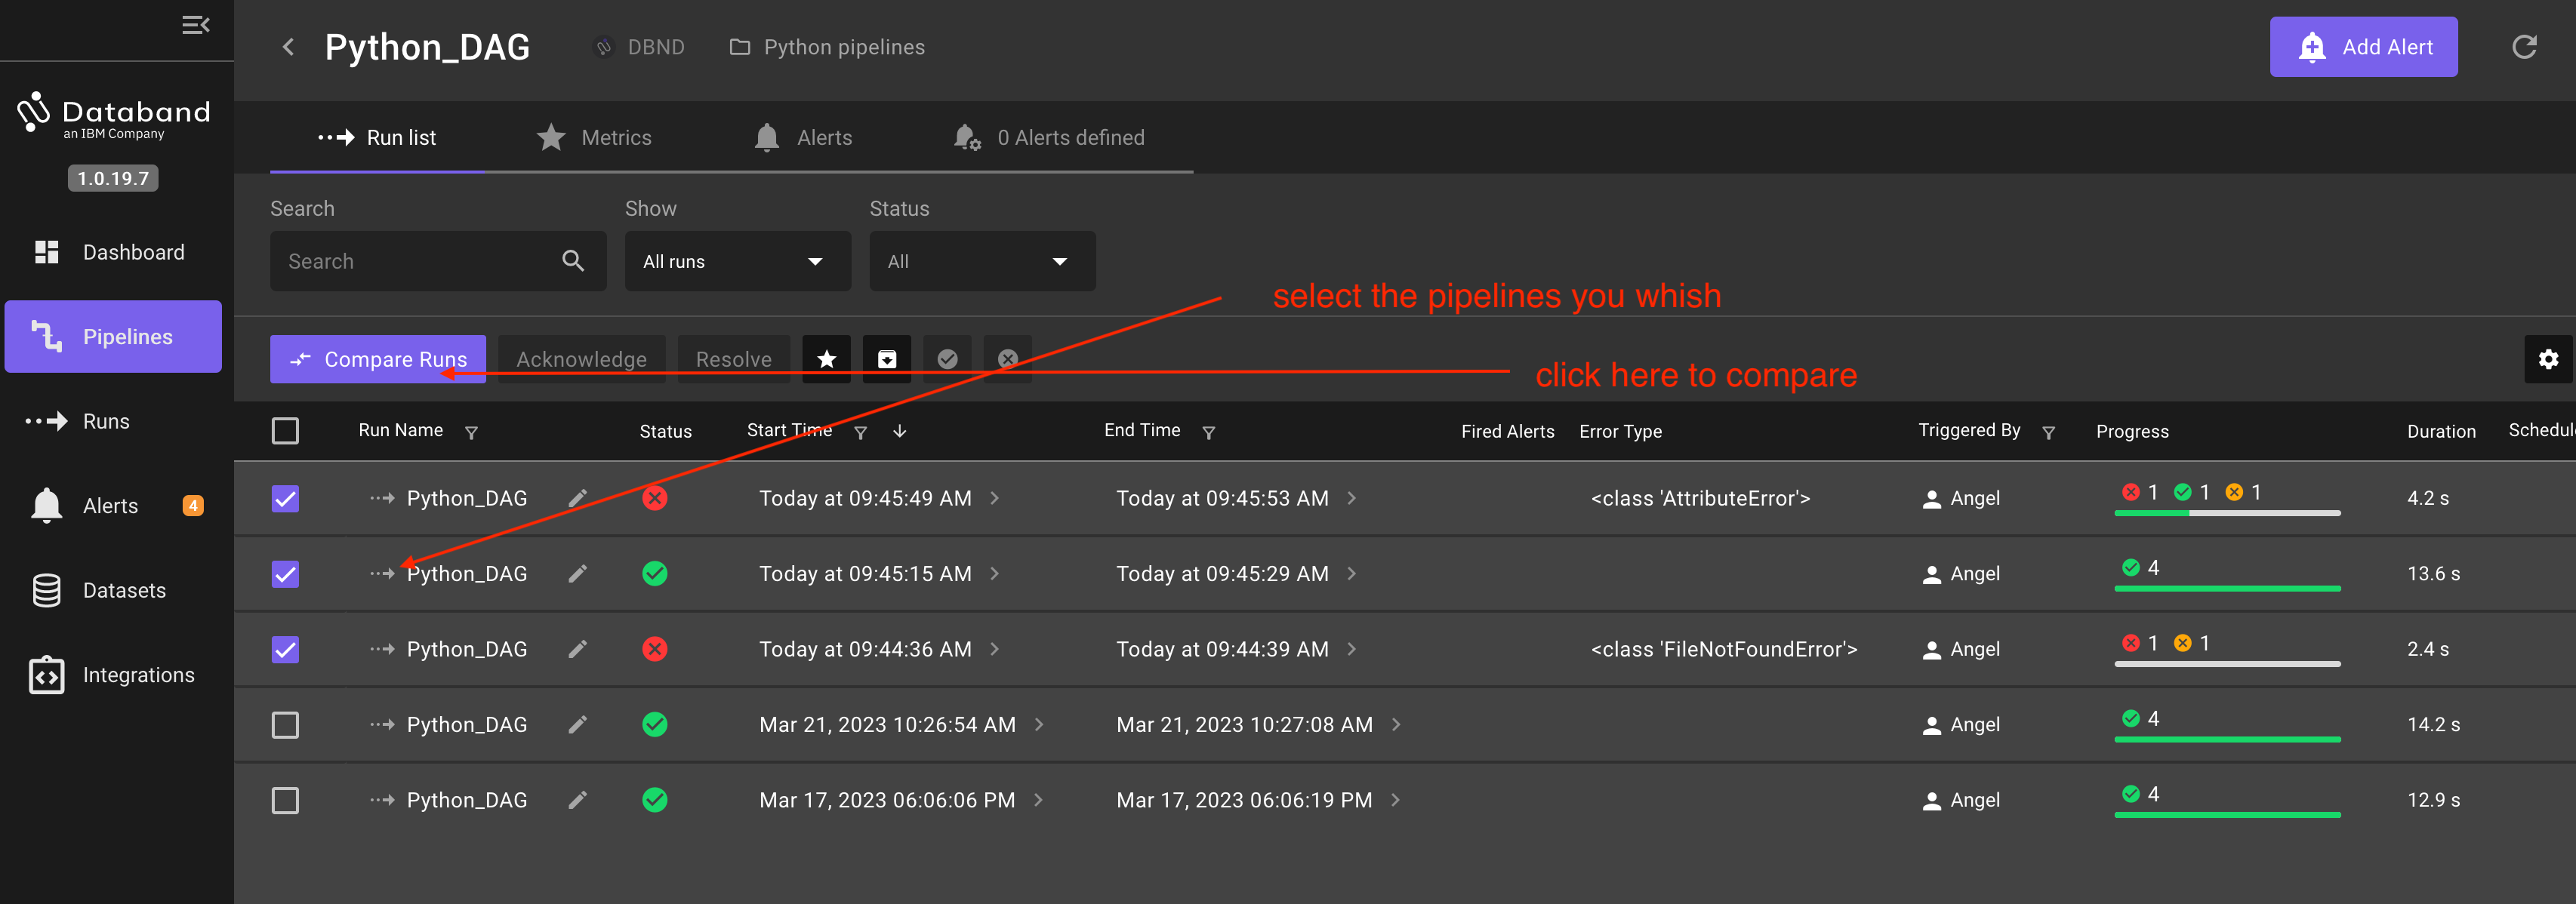 Python_DAG DBND Python pipelines Add Alert
Databand
an IBM Company
1.0.19.7
Dashboard
Pipelines
Runs
Alerts 4
Datasets
Integrations
Run list Metrics Alerts 0 Alerts defined
Search Show Status
Search All runs All
select the pipelines you whish
Compare Runs Acknowledge Resolve
click here to compare
Run Name Status Start Time End Time Fired Alerts Error Type Triggered By Progress Duration Schedul
Python_DAG Today at 09:45:49 AM Today at 09:45:53 AM <class 'AttributeError'> Angel 1 1 1 4.2 s
Python_DAG Today at 09:45:15 AM Today at 09:45:29 AM Angel 4 13.6 s
Python_DAG Today at 09:44:36 AM Today at 09:44:39 AM <class 'FileNotFoundError'> Angel 1 1 2.4 s
Python_DAG Mar 21, 2023 10:26:54 AM Mar 21, 2023 10:27:08 AM Angel 4 14.2 s
Python_DAG Mar 17, 2023 06:06:06 PM Mar 17, 2023 06:06:19 PM Angel 4 12.9 s